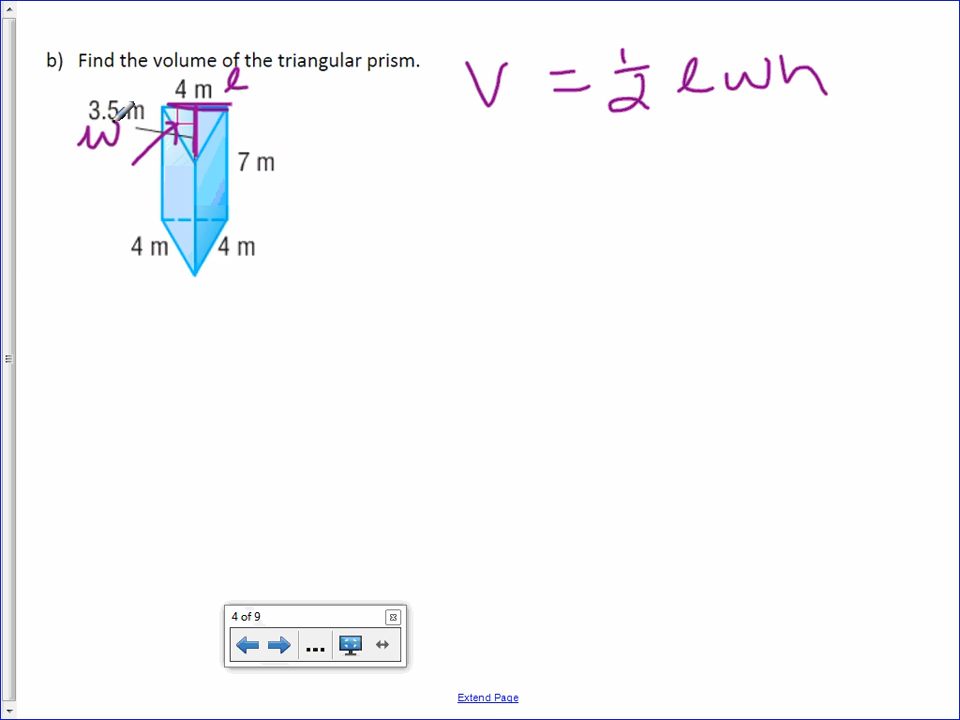 b) Find the volume of the triangular prism.
V = 1/2 l w h
4 m l
3.5 m
w
7 m
4 m 4 m
4 of 9
...
Extend Page